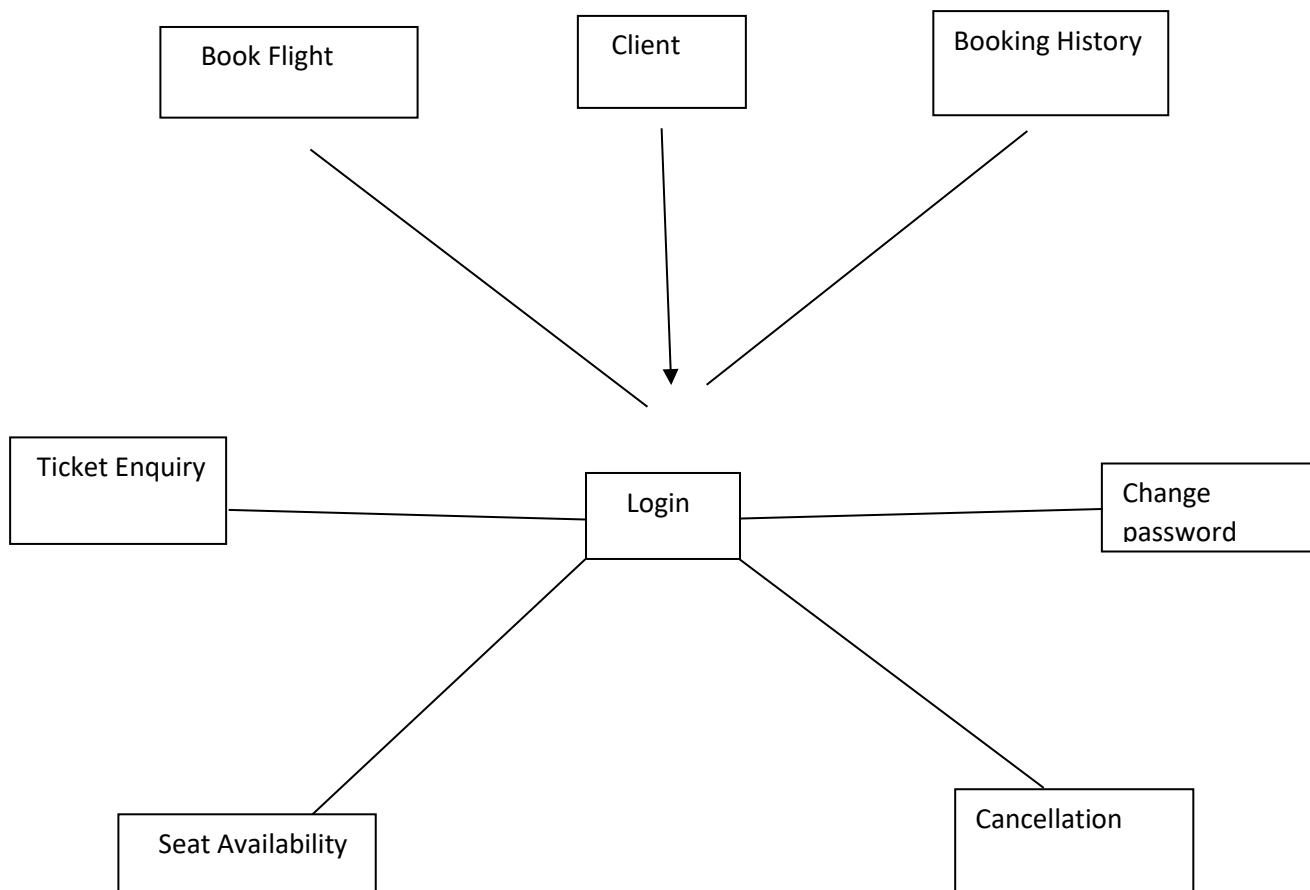 Book Flight
Client
Booking History
Ticket Enquiry
Login
Change
password
Seat Availability
Cancellation